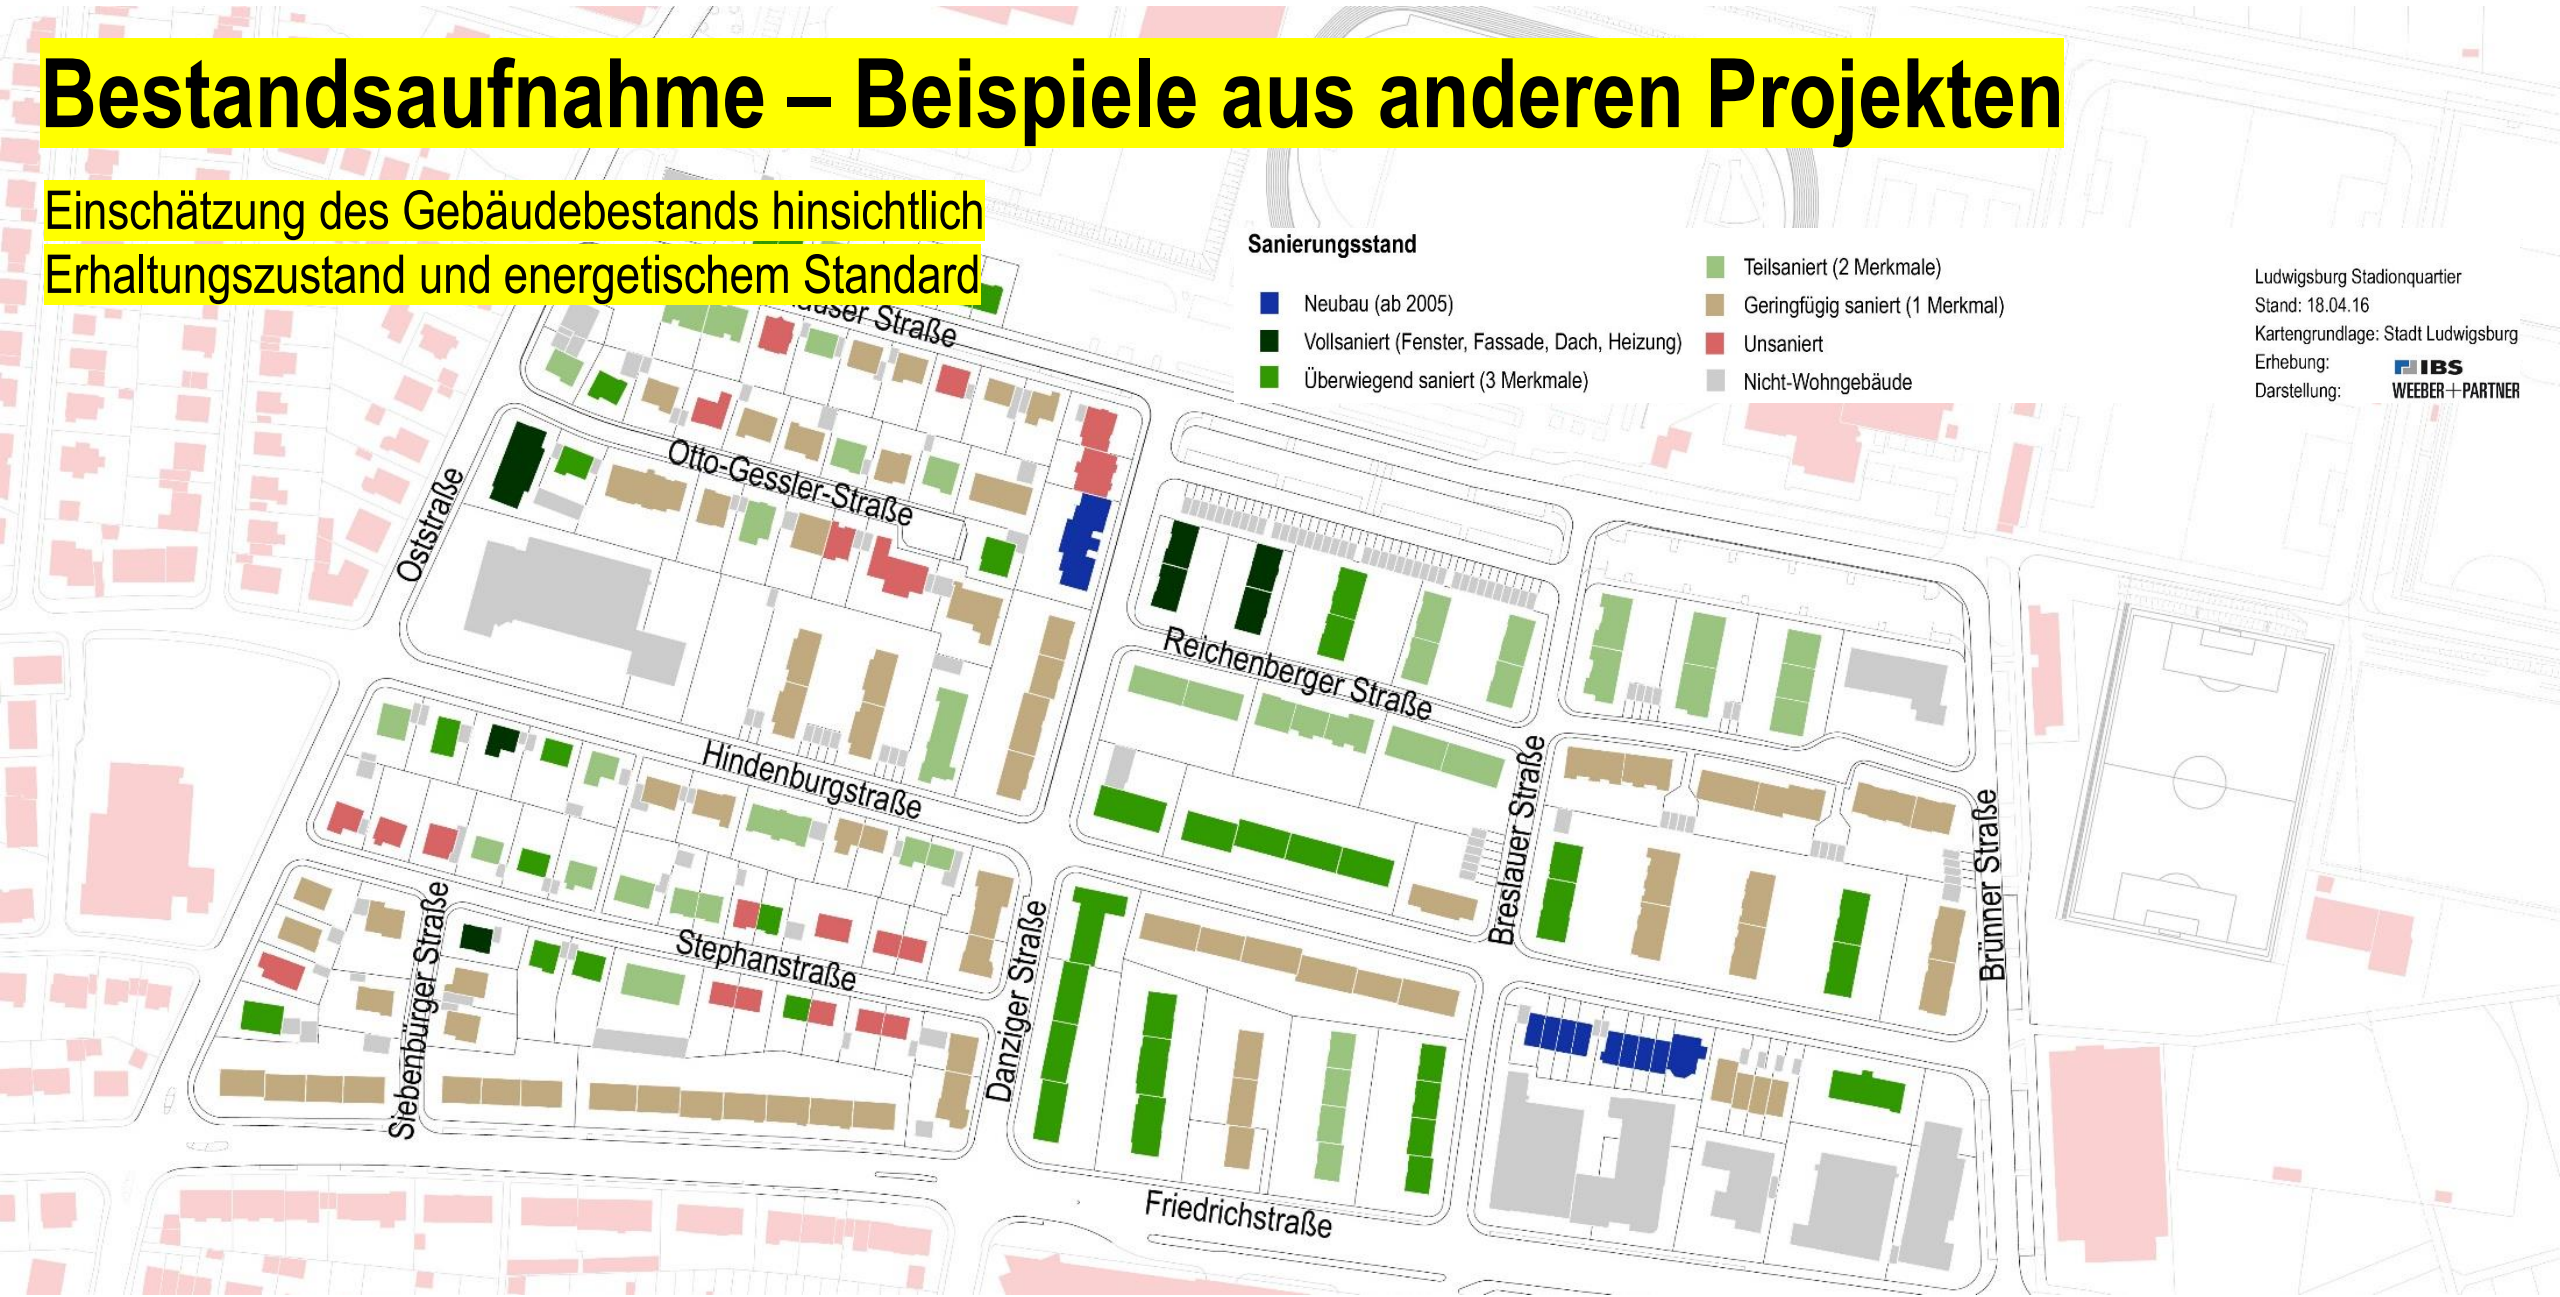 Bestandsaufnahme – Beispiele aus anderen Projekten
Einschätzung des Gebäudebestands hinsichtlich
Erhaltungszustand und energetischem Standard
Sanierungsstand
Neubau (ab 2005)
Vollsaniert (Fenster, Fassade, Dach, Heizung)
Überwiegend saniert (3 Merkmale)
Teilsaniert (2 Merkmale)
Geringfügig saniert (1 Merkmal)
Unsaniert
Nicht-Wohngebäude
Ludwigsburg Stadionquartier
Stand: 18.04.16
Kartengrundlage: Stadt Ludwigsburg
Erhebung: IBS
Darstellung: WEEBER+PARTNER
Straße
Otto-Gessler-Straße
Oststraße
Reichenberger Straße
Hindenburgstraße
Breslauer Straße
Brünner Straße
Siebenbürger Straße
Stephanstraße
Danziger Straße
Friedrichstraße